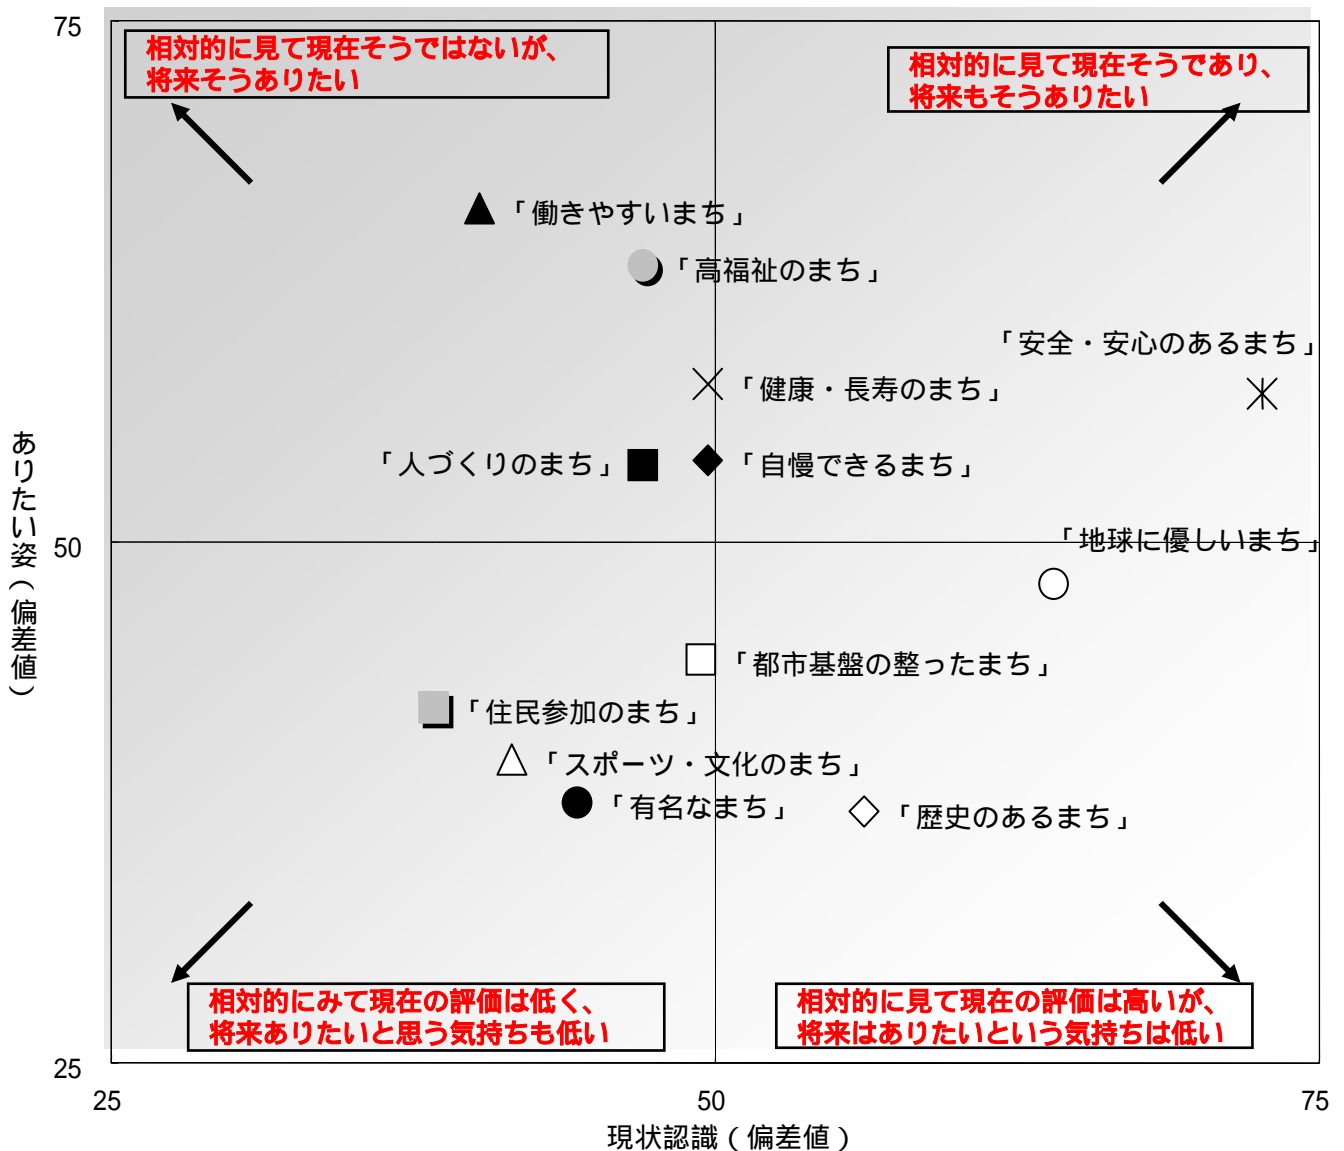 75
相対的に見て現在そうではないが、
将来そうありたい
相対的に見て現在そうであり、
将来もそうありたい
「働きやすいまち」
「高福祉のまち」
「安全・安心のあるまち」
「健康・長寿のまち」
「人づくりのまち」
「自慢できるまち」
ありたい姿(偏差値)
50
「地球に優しいまち」
「都市基盤の整ったまち」
「住民参加のまち」
「スポーツ・文化のまち」
「有名なまち」
「歴史のあるまち」
相対的にみて現在の評価は低く、
将来ありたいと思う気持ちも低い
相対的に見て現在の評価は高いが、
将来はありたいという気持ちは低い
25
25
50
75
現状認識(偏差値)